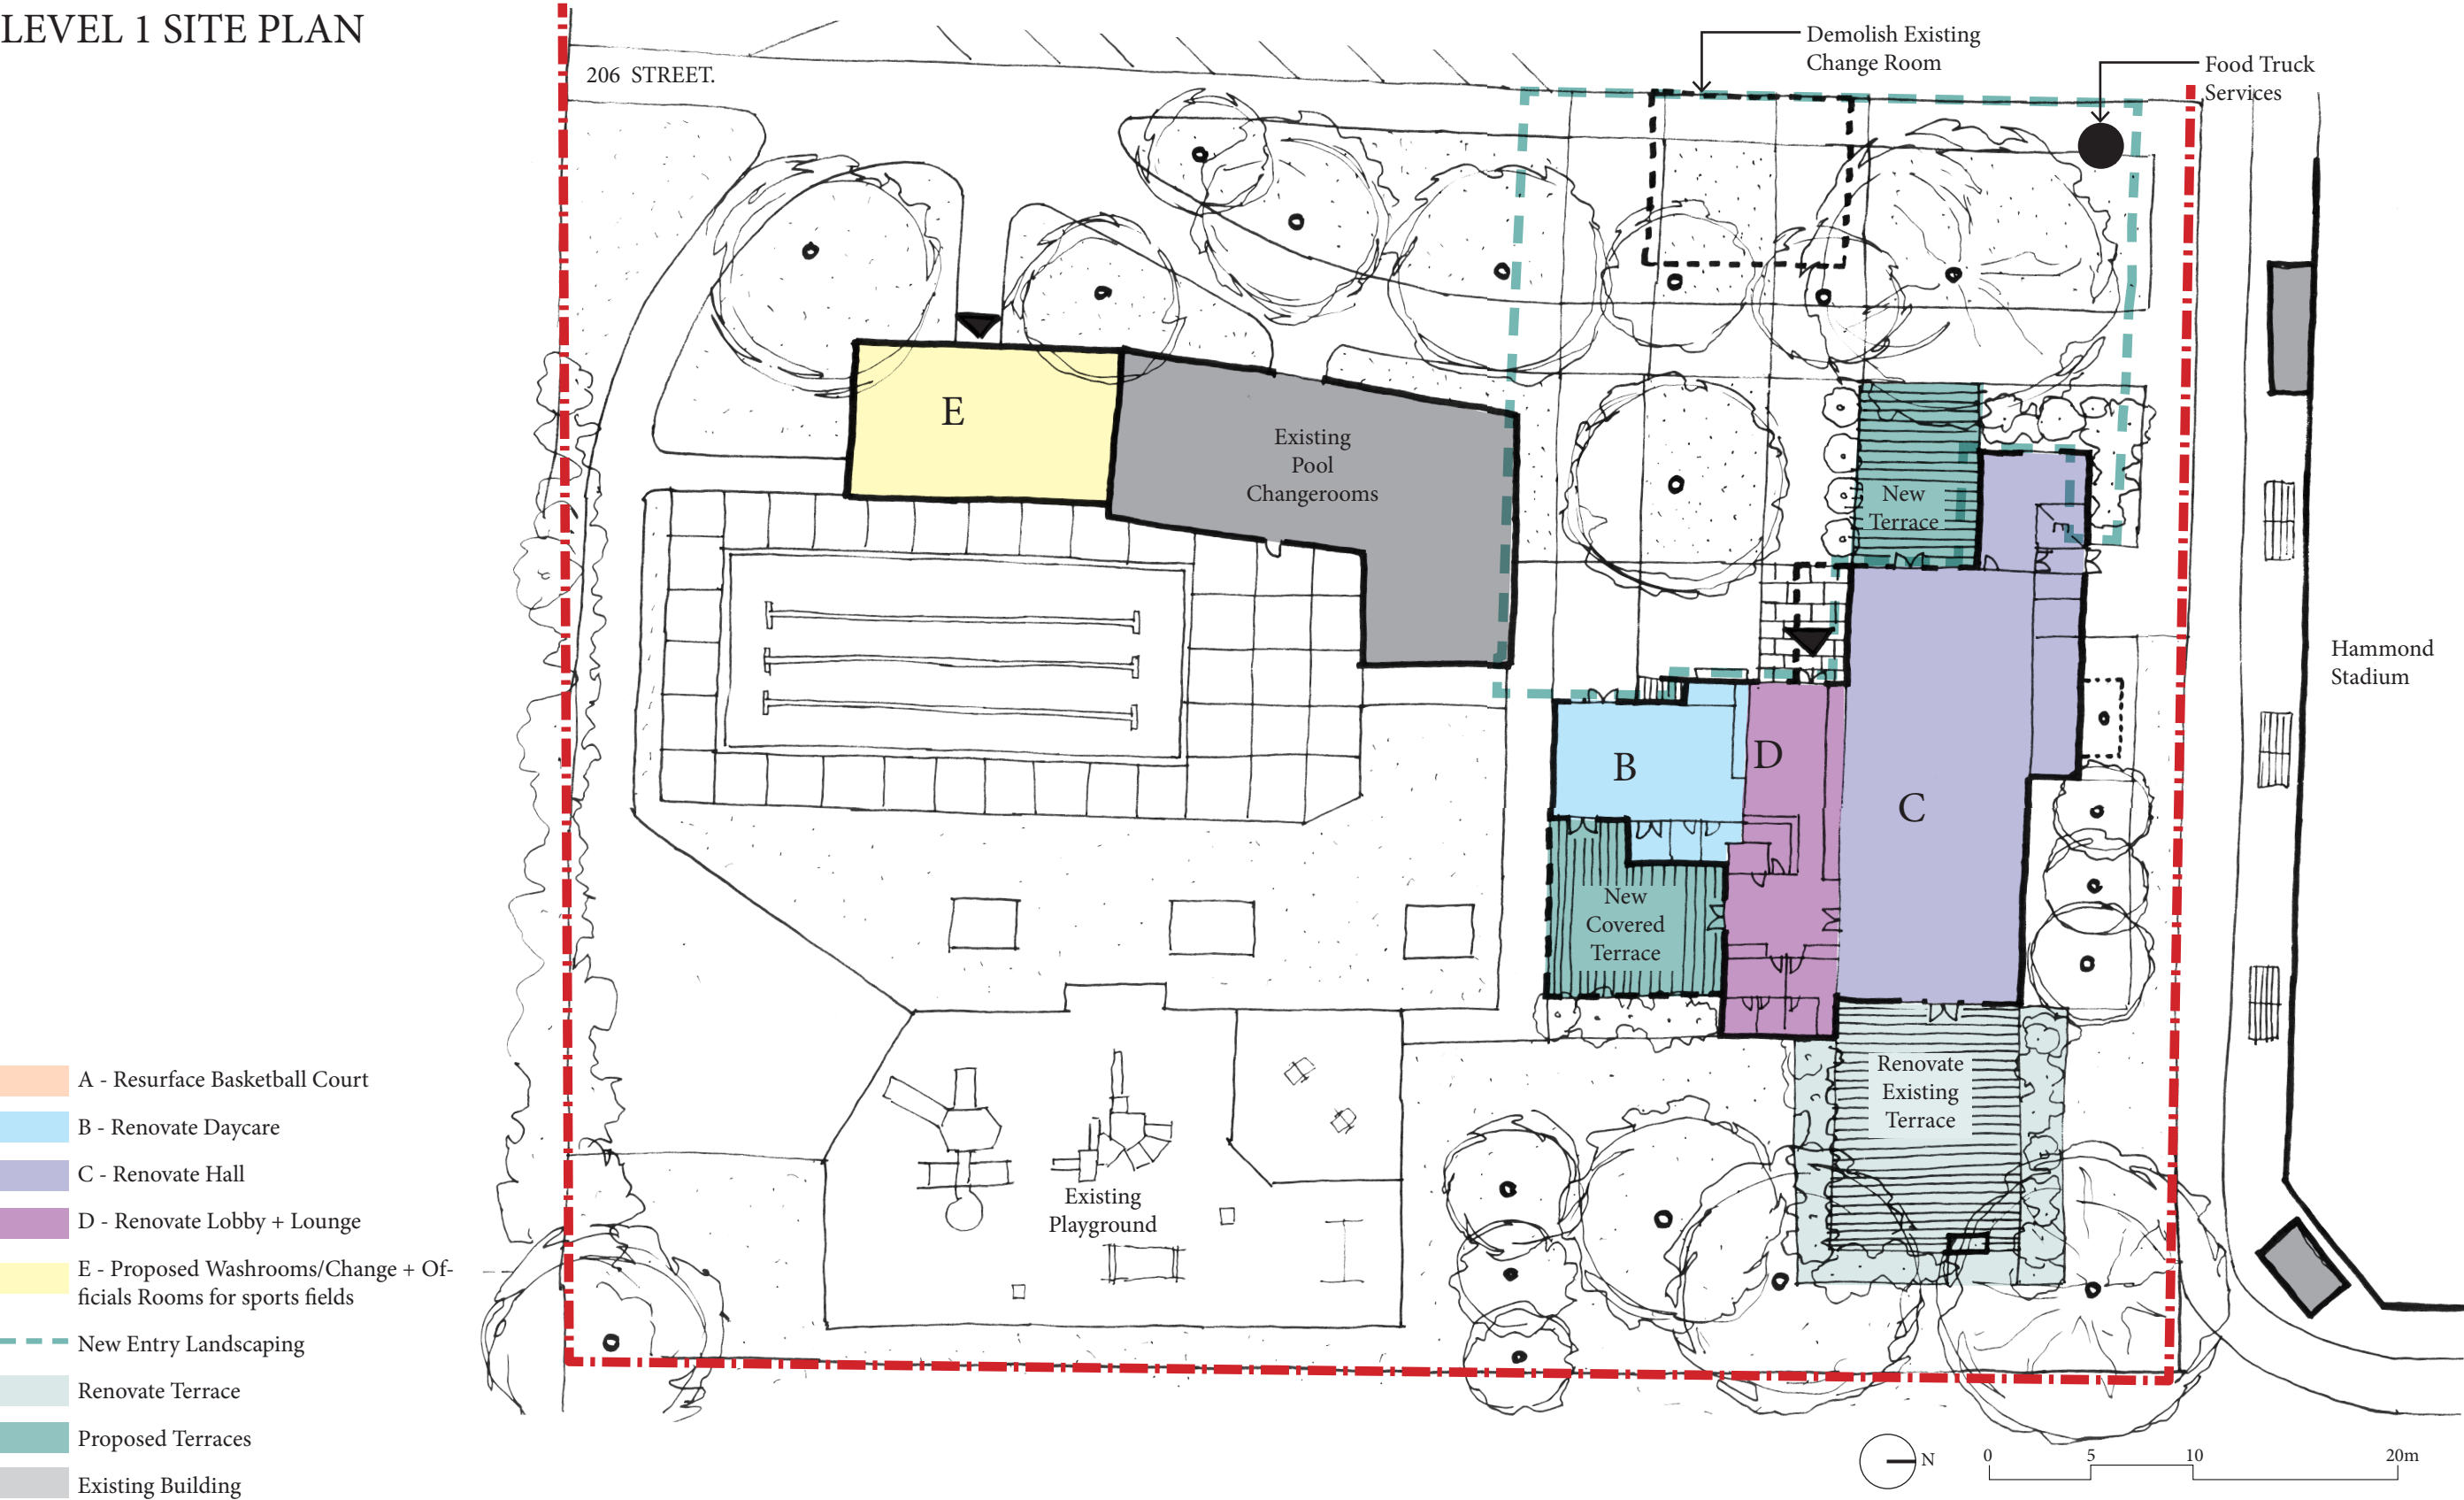 LEVEL 1 SITE PLAN
206 STREET.
Demolish Existing
Change Room
Food Truck
Services
E
Existing
Pool
Changerooms
New
Terrace
Hammond
Stadium
B
D
C
New
Covered
Terrace
Renovate
Existing
Terrace
Existing
Playground
A - Resurface Basketball Court
B - Renovate Daycare
C - Renovate Hall
D - Renovate Lobby + Lounge
E - Proposed Washrooms/Change + Of-
ficials Rooms for sports fields
New Entry Landscaping
Renovate Terrace
Proposed Terraces
Existing Building
N
0 5 10 20m